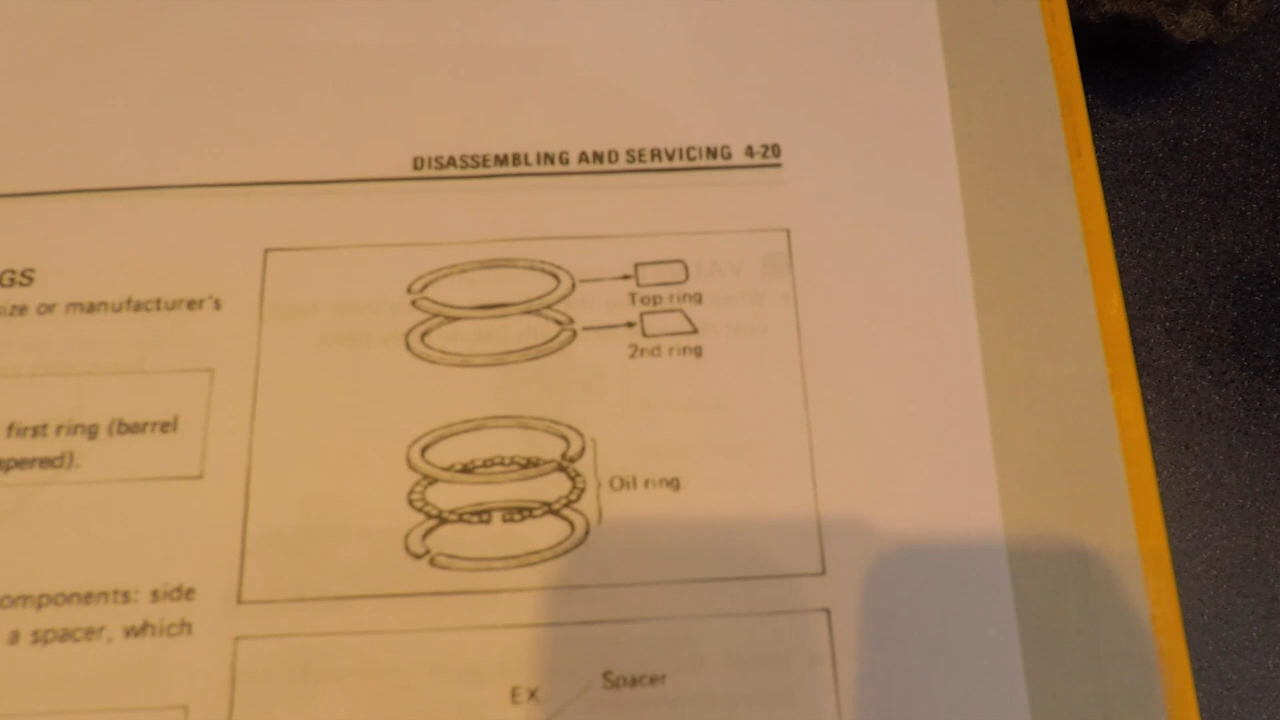 DISASSEMBLING AND SERVICING 4-20
GS
ize or manufacturer's
first ring (barrel
pered).
omponents: side
a spacer, which
Top ring
2nd ring
Oil ring
EX
Spacer